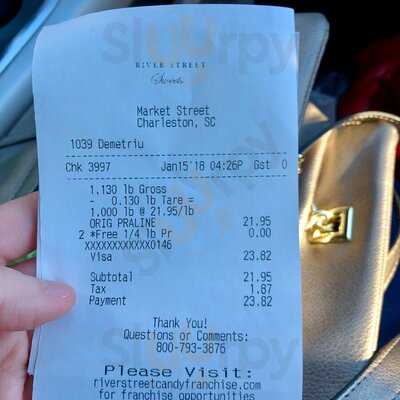 RIVER STREET
Sweets
Market Street
Charleston, SC
1039 Demetriu
Chk 3997 Jan15'18 04:26P Gst 0
1.130 lb Gross
- 0.130 lb Tare =
1.000 lb @ 21.95/lb
ORIG PRALINE 21.95
2 *Free 1/4 lb Pr 0.00
XXXXXXXXXXXX0146
Visa 23.82
Subtotal 21.95
Tax 1.87
Payment 23.82
Thank You!
Questions or Comments:
800-793-3876
Please Visit:
riverstreetcandyfranchise.com
for franchise opportunities